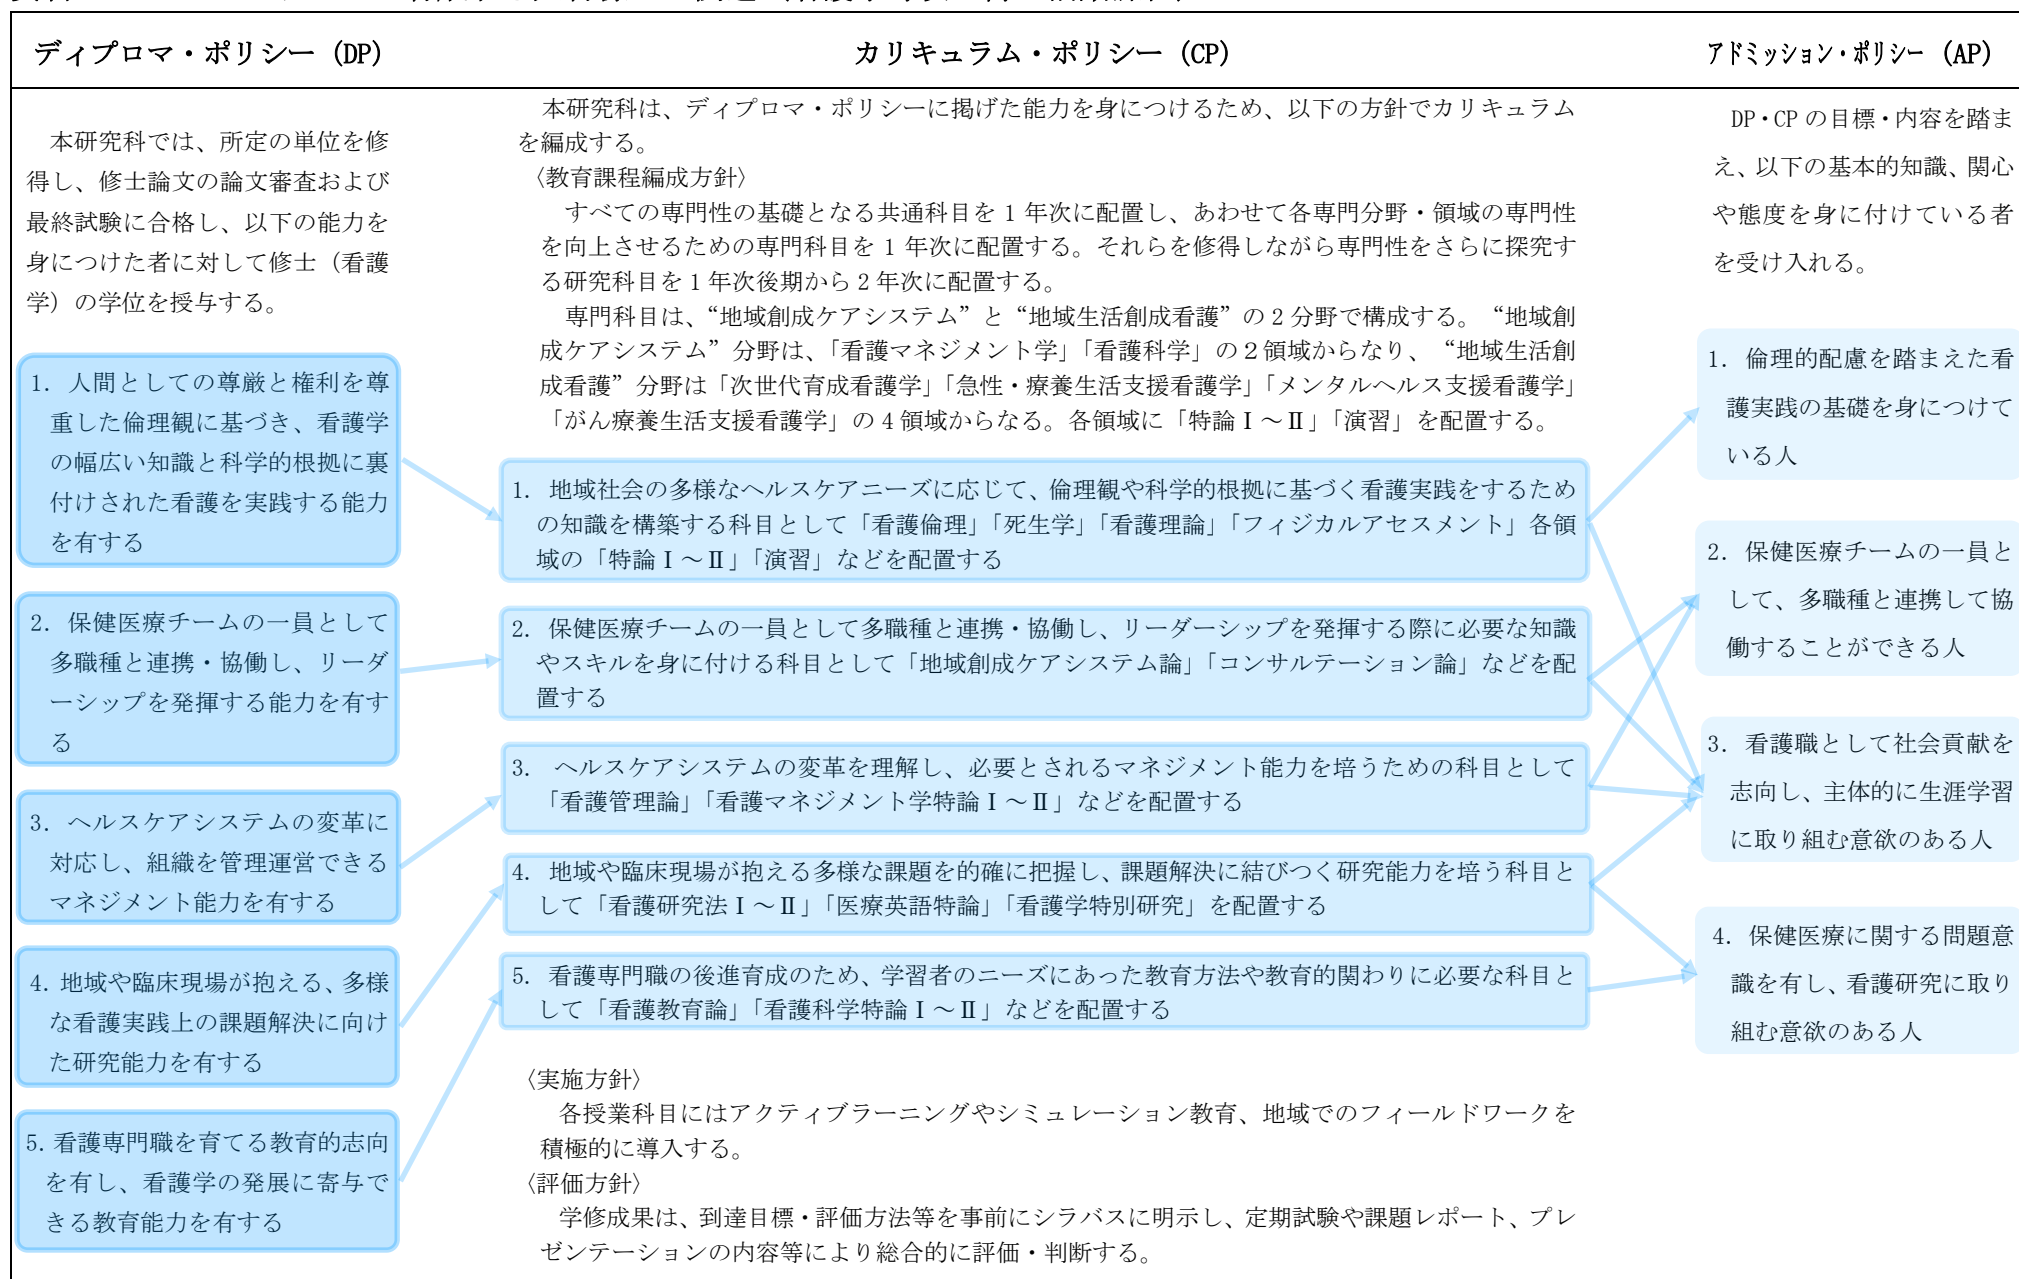 ディプロマ・ポリシー（DP）
カリキュラム・ポリシー（CP）
アドミッション・ポリシー（AP）
本研究科では、所定の単位を修
得し、修士論文の論文審査および
最終試験に合格し、以下の能力を
身につけた者に対して修士（看護
学）の学位を授与する。
1. 人間としての尊厳と権利を尊
重した倫理観に基づき、看護学
の幅広い知識と科学的根拠に裏
付けされた看護を実践する能力
を有する
2. 保健医療チームの一員として
多職種と連携・協働し、リーダ
ーシップを発揮する能力を有す
る
3. ヘルスケアシステムの変革に
対応し、組織を管理運営できる
マネジメント能力を有する
4. 地域や臨床現場が抱える、多様
な看護実践上の課題解決に向け
た研究能力を有する
5. 看護専門職を育てる教育的志向
を有し、看護学の発展に寄与で
きる教育能力を有する
本研究科は、ディプロマ・ポリシーに掲げた能力を身につけるため、以下の方針でカリキュラム
を編成する。
〈教育課程編成方針〉
すべての専門性の基礎となる共通科目を 1 年次に配置し、あわせて各専門分野・領域の専門性
を向上させるための専門科目を 1 年次に配置する。それらを修得しながら専門性をさらに探究す
る研究科目を 1 年次後期から 2 年次に配置する。
専門科目は、“地域創成ケアシステム”と“地域生活創成看護”の 2 分野で構成する。“地域創
成ケアシステム”分野は、「看護マネジメント学」「看護科学」の２領域からなり、“地域生活創
成看護”分野は「次世代育成看護学」「急性・療養生活支援看護学」「メンタルヘルス支援看護学」
「がん療養生活支援看護学」の 4 領域からなる。各領域に「特論Ⅰ～Ⅱ」「演習」を配置する。
1. 地域社会の多様なヘルスケアニーズに応じて、倫理観や科学的根拠に基づく看護実践をするため
の知識を構築する科目として「看護倫理」「死生学」「看護理論」「フィジカルアセスメント」各領
域の「特論Ⅰ～Ⅱ」「演習」などを配置する
2. 保健医療チームの一員として多職種と連携・協働し、リーダーシップを発揮する際に必要な知識
やスキルを身に付ける科目として「地域創成ケアシステム論」「コンサルテーション論」などを配
置する
3. ヘルスケアシステムの変革を理解し、必要とされるマネジメント能力を培うための科目として
「看護管理論」「看護マネジメント学特論Ⅰ～Ⅱ」などを配置する
4. 地域や臨床現場が抱える多様な課題を的確に把握し、課題解決に結びつく研究能力を培う科目と
して「看護研究法Ⅰ～Ⅱ」「医療英語特論」「看護学特別研究」を配置する
5. 看護専門職の後進育成のため、学習者のニーズにあった教育方法や教育的関わりに必要な科目と
して「看護教育論」「看護科学特論Ⅰ～Ⅱ」などを配置する
〈実施方針〉
各授業科目にはアクティブラーニングやシミュレーション教育、地域でのフィールドワークを
積極的に導入する。
〈評価方針〉
学修成果は、到達目標・評価方法等を事前にシラバスに明示し、定期試験や課題レポート、プレ
ゼンテーションの内容等により総合的に評価・判断する。
DP・CP の目標・内容を踏ま
え、以下の基本的知識、関心
や態度を身に付けている者
を受け入れる。
1. 倫理的配慮を踏まえた看
護実践の基礎を身につけて
いる人
2. 保健医療チームの一員と
して、多職種と連携して協
働することができる人
3. 看護職として社会貢献を
志向し、主体的に生涯学習
に取り組む意欲のある人
4. 保健医療に関する問題意
識を有し、看護研究に取り
組む意欲のある人